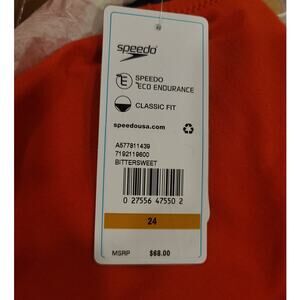 speedo
SPEEDO
ECO ENDURANCE
CLASSIC FIT
speedousa.com
A577811439
7192119600
BITTERSWEET
0 27556 47550 2
24
MSRP $68.00